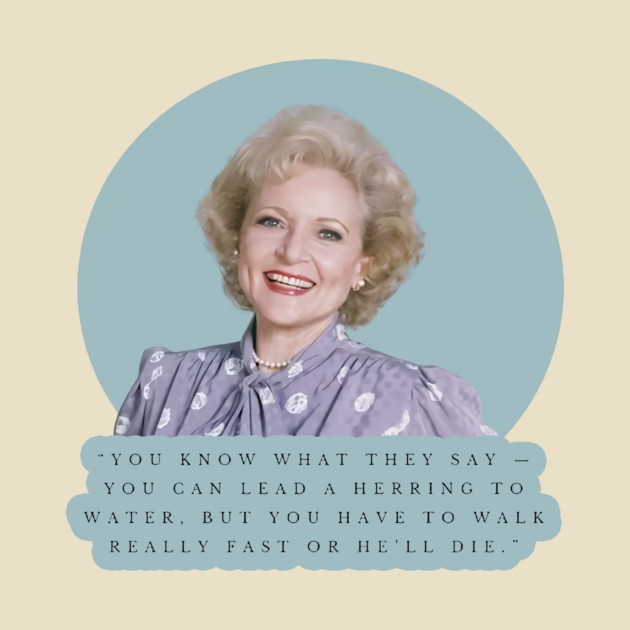 “YOU KNOW WHAT THEY SAY —
YOU CAN LEAD A HERRING TO
WATER, BUT YOU HAVE TO WALK
REALLY FAST OR HE'LL DIE.”